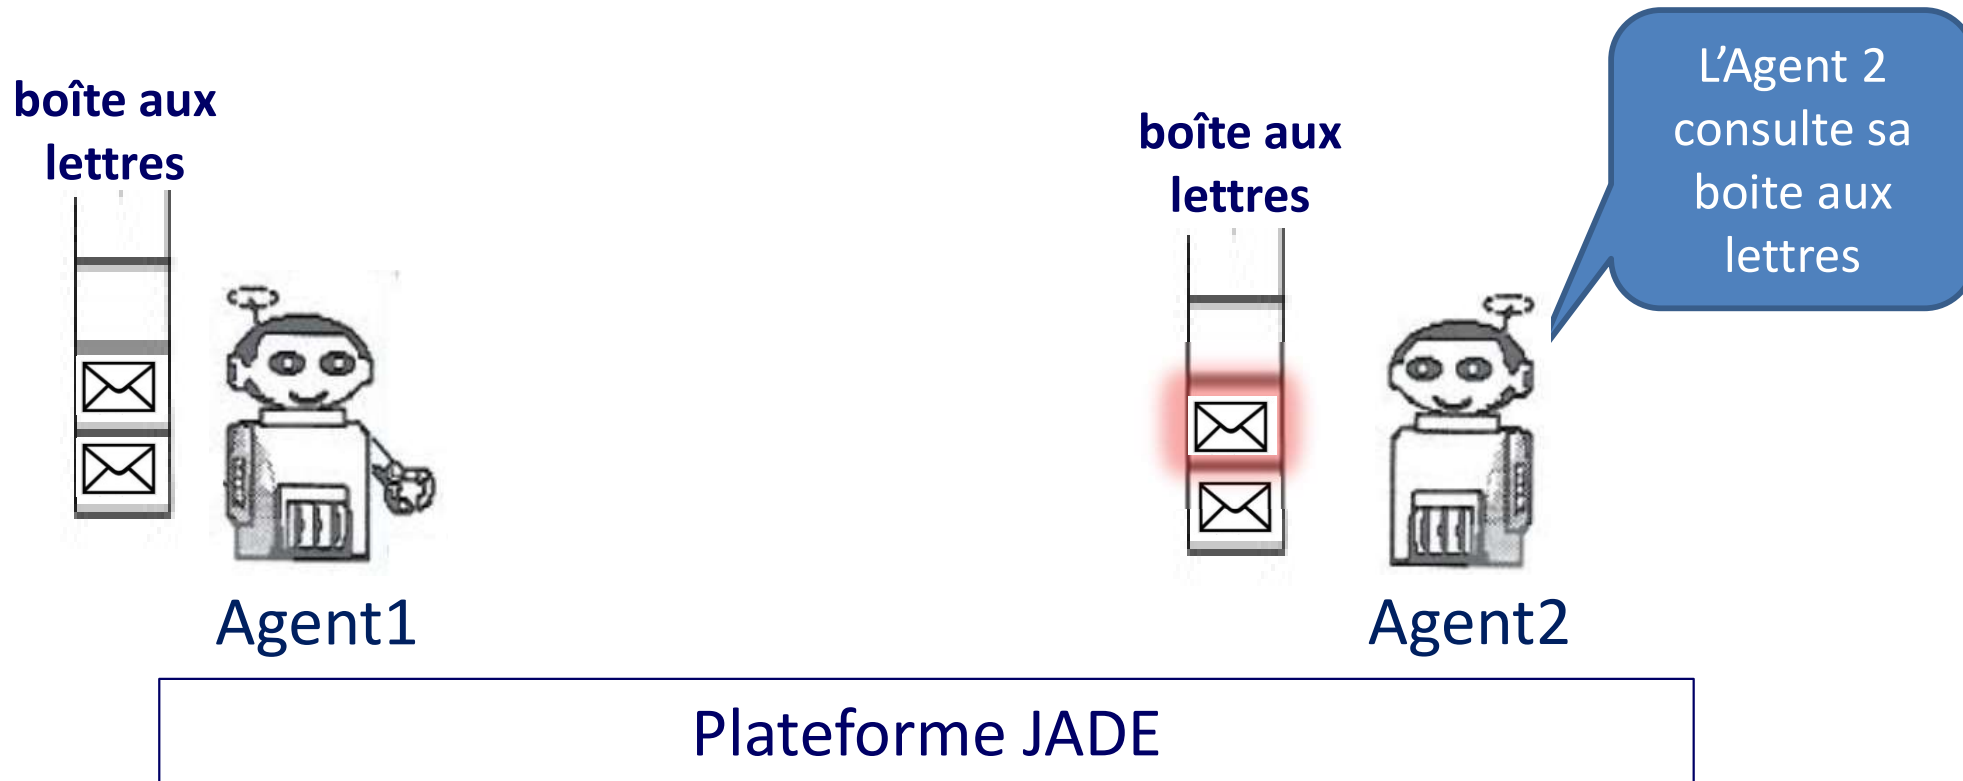 boîte aux
lettres
boîte aux
lettres
L'Agent 2
consulte sa
boite aux
lettres
Agent1
Agent2
Plateforme JADE